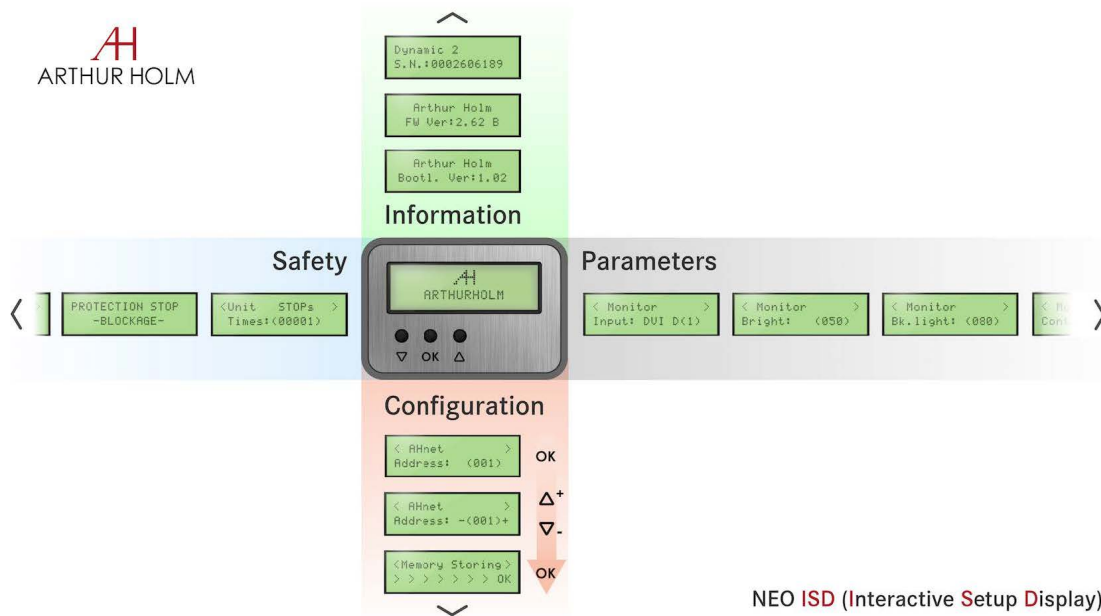 AH
ARTHUR HOLM
Dynamic 2
S.N.:0002606189
Arthur Holm
FW Ver:2.62 B
Arthur Holm
Bootl. Ver:1.02
Information
Safety
Parameters
PROTECTION STOP
-BLOCKAGE-
<Unit STOPs >
Times:(00001)
AH
ARTHURHOLM
▽ OK △
< Monitor >
Input: DVI D(1)
< Monitor >
Bright: (050)
< Monitor >
Bk.light: (080)
Configuration
< AHnet >
Address: (001)
OK
< AHnet >
Address: -(001)+
△+
▽-
<Memory Storing>
> > > > > > > OK
OK
NEO ISD (Interactive Setup Display)